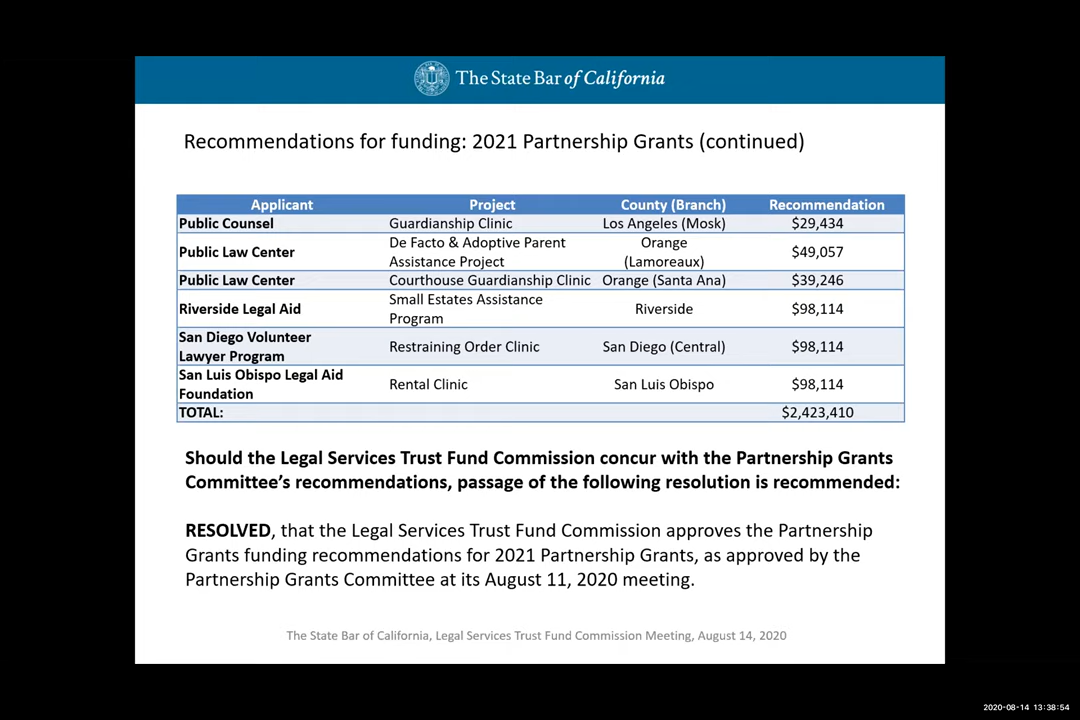 The State Bar of California
Recommendations for funding: 2021 Partnership Grants (continued)
Applicant Project County (Branch) Recommendation
Public Counsel Guardianship Clinic Los Angeles (Mosk) $29,434
Public Law Center De Facto & Adoptive Parent Assistance Project Orange (Lamoreaux) $49,057
Public Law Center Courthouse Guardianship Clinic Orange (Santa Ana) $39,246
Riverside Legal Aid Small Estates Assistance Program Riverside $98,114
San Diego Volunteer Lawyer Program Restraining Order Clinic San Diego (Central) $98,114
San Luis Obispo Legal Aid Foundation Rental Clinic San Luis Obispo $98,114
TOTAL: $2,423,410
Should the Legal Services Trust Fund Commission concur with the Partnership Grants
Committee's recommendations, passage of the following resolution is recommended:
RESOLVED, that the Legal Services Trust Fund Commission approves the Partnership
Grants funding recommendations for 2021 Partnership Grants, as approved by the
Partnership Grants Committee at its August 11, 2020 meeting.
The State Bar of California, Legal Services Trust Fund Commission Meeting, August 14, 2020
2020-08-14 13:38:54